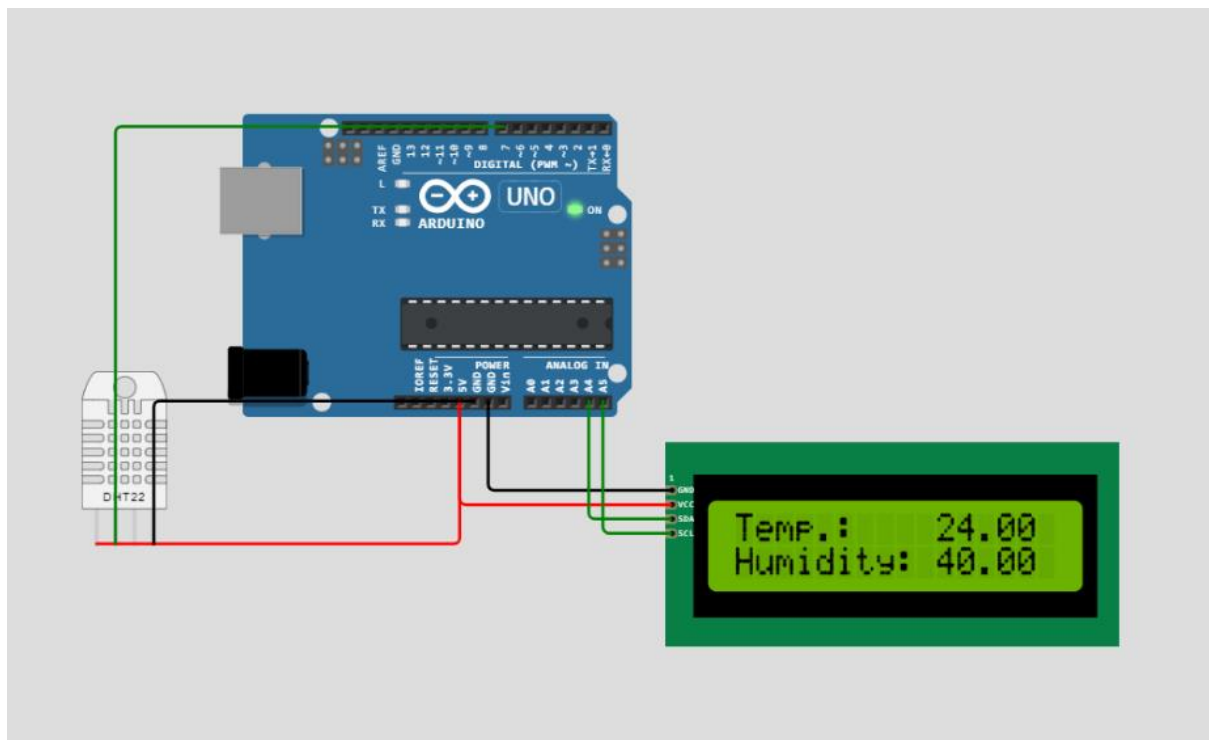 AREF
GND
13
12
~11
~10
~9
8
7
~6
~5
4
~3
2
TX→1
RX←0
DIGITAL (PWM ~)
L
TX
RX
ARDUINO
UNO
ON
IOREF
RESET
3.3V
5V
GND
GND
Vin
POWER
ANALOG IN
A0
A1
A2
A3
A4
A5
DHT22
1
GND
VCC
SDA
SCL
Temp.: 24.00
Humidity: 40.00